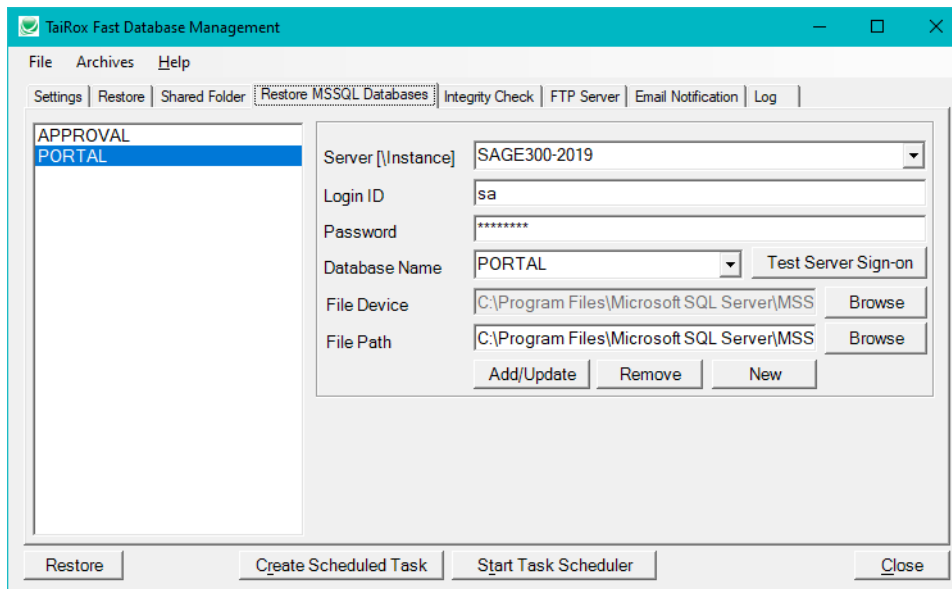 TaiRox Fast Database Management
File Archives Help
Settings Restore Shared Folder Restore MSSQL Databases Integrity Check FTP Server Email Notification Log
APPROVAL
PORTAL
Server [\Instance] SAGE300-2019
Login ID sa
Password ********
Database Name PORTAL Test Server Sign-on
File Device C:\Program Files\Microsoft SQL Server\MSS Browse
File Path C:\Program Files\Microsoft SQL Server\MSS Browse
Add/Update Remove New
Restore Create Scheduled Task Start Task Scheduler Close